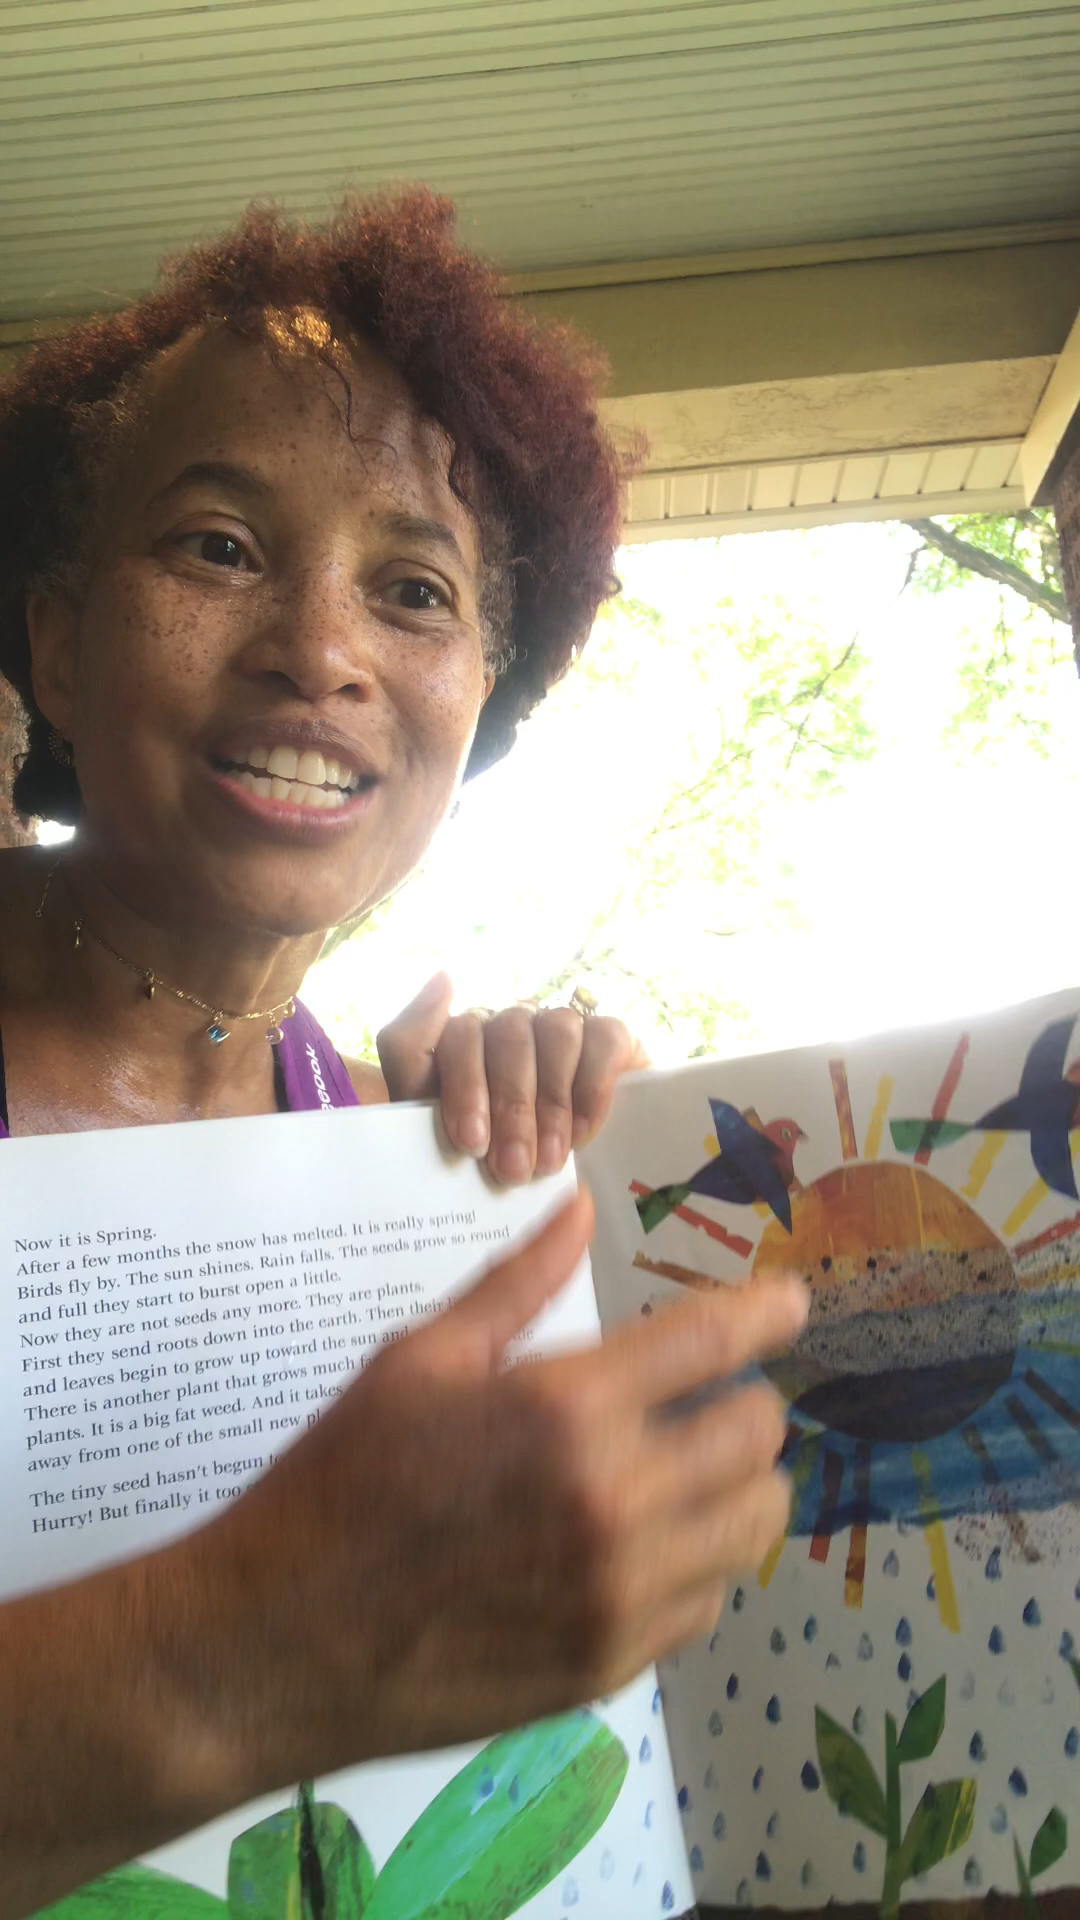 eebok
Now it is Spring.
After a few months the snow has melted. It is really spring!
Birds fly by. The sun shines. Rain falls. The seeds grow so round
and full they start to burst open a little.
Now they are not seeds any more. They are plants.
First they send roots down into the earth. Then their
and leaves begin to grow up toward the sun and
There is another plant that grows much rain
plants. It is a big fat weed. And it takes
away from one of the small new
The tiny seed hasn't begun
Hurry! But finally it too